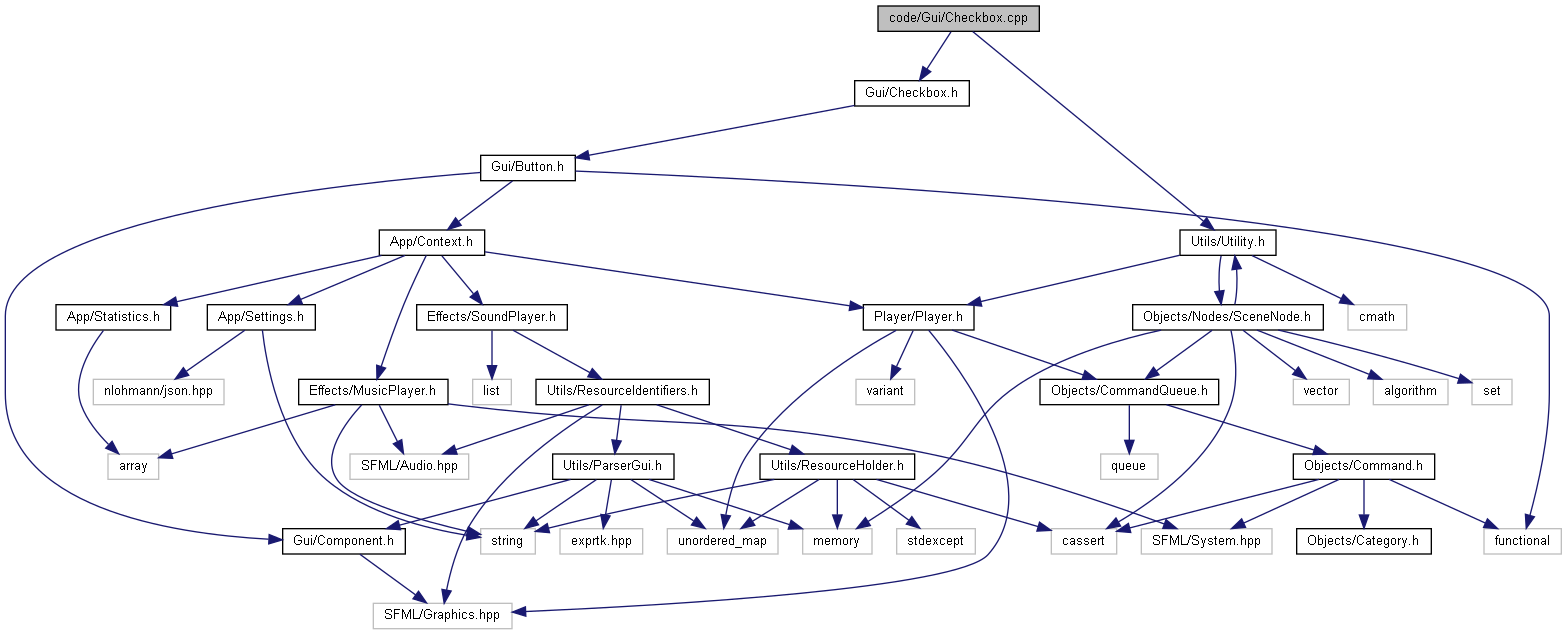 code/Gui/Checkbox.cpp
Gui/Checkbox.h
Gui/Button.h
App/Context.h
Utils/Utility.h
App/Statistics.h
App/Settings.h
Effects/SoundPlayer.h
Player/Player.h
Objects/Nodes/SceneNode.h
cmath
nlohmann/json.hpp
Effects/MusicPlayer.h
list
Utils/ResourceIdentifiers.h
variant
Objects/CommandQueue.h
vector
algorithm
set
array
SFML/Audio.hpp
Utils/ParserGui.h
Utils/ResourceHolder.h
queue
Objects/Command.h
Gui/Component.h
string
exprtk.hpp
unordered_map
memory
stdexcept
cassert
SFML/System.hpp
Objects/Category.h
functional
SFML/Graphics.hpp